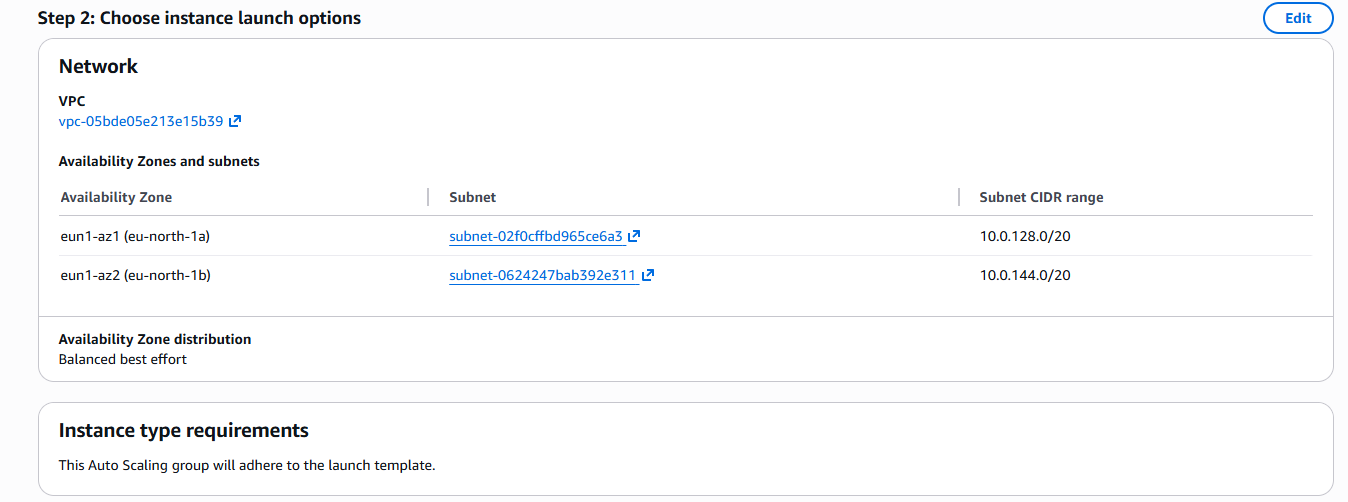 Step 2: Choose instance launch options
Edit
Network
VPC
vpc-05bde05e213e15b39
Availability Zones and subnets
Availability Zone
Subnet
Subnet CIDR range
eun1-az1 (eu-north-1a)
subnet-02f0cffbd965ce6a3
10.0.128.0/20
eun1-az2 (eu-north-1b)
subnet-0624247bab392e311
10.0.144.0/20
Availability Zone distribution
Balanced best effort
Instance type requirements
This Auto Scaling group will adhere to the launch template.